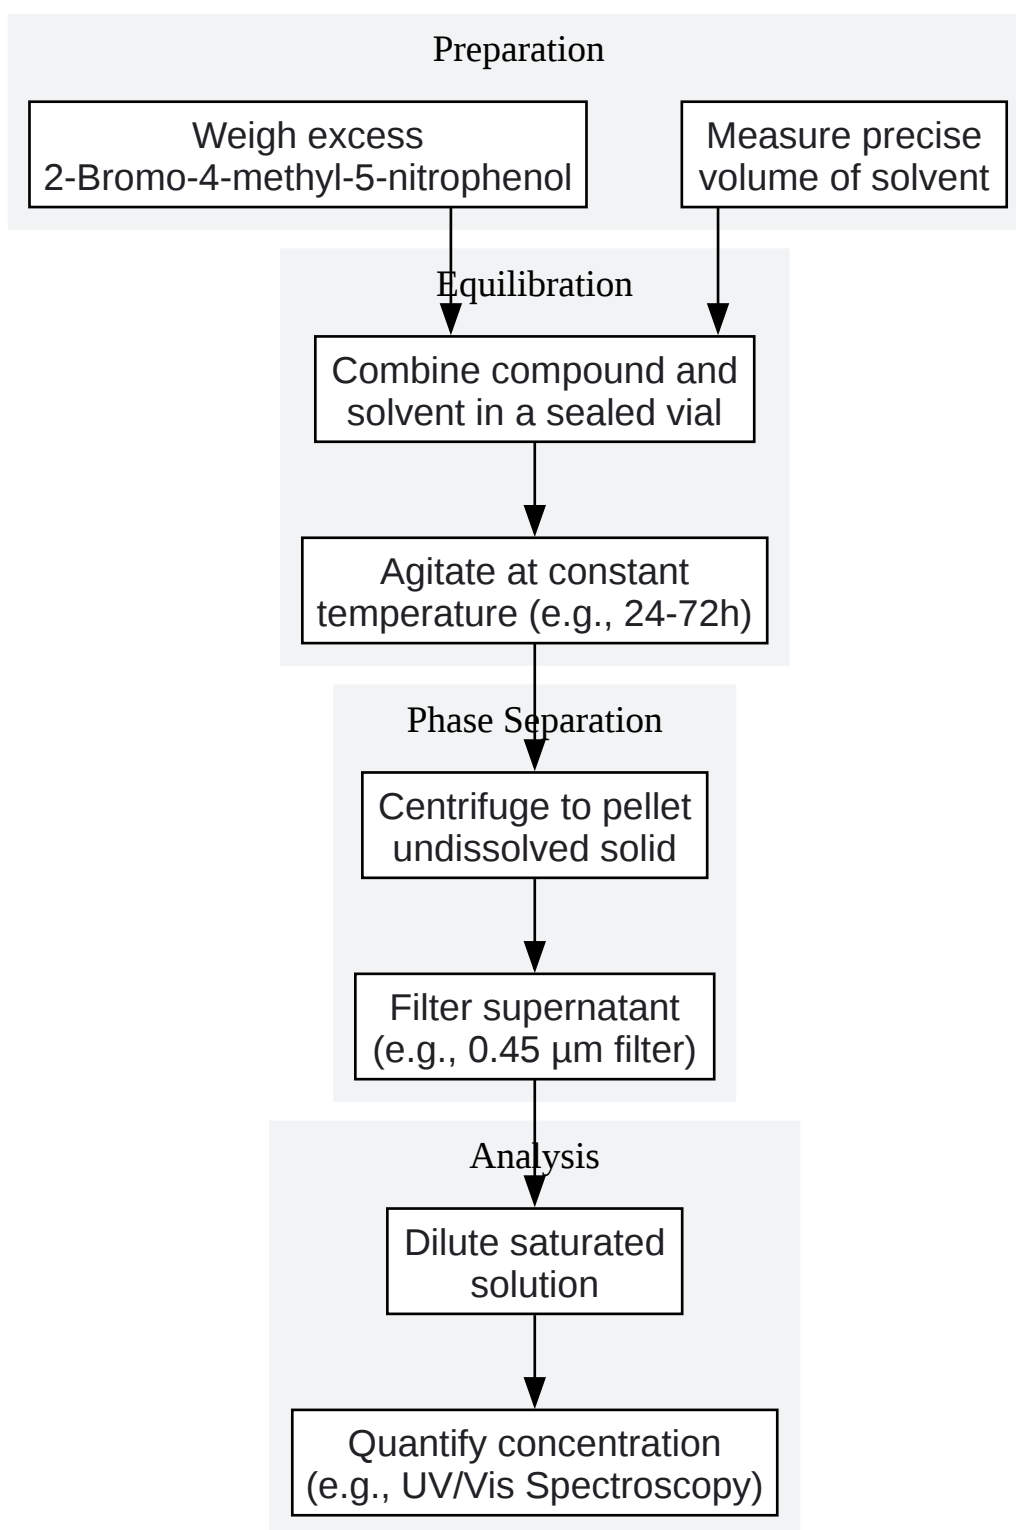 Preparation
Weigh excess
2-Bromo-4-methyl-5-nitrophenol
Measure precise
volume of solvent
Equilibration
Combine compound and
solvent in a sealed vial
Agitate at constant
temperature (e.g., 24-72h)
Phase Separation
Centrifuge to pellet
undissolved solid
Filter supernatant
(e.g., 0.45 µm filter)
Analysis
Dilute saturated
solution
Quantify concentration
(e.g., UV/Vis Spectroscopy)